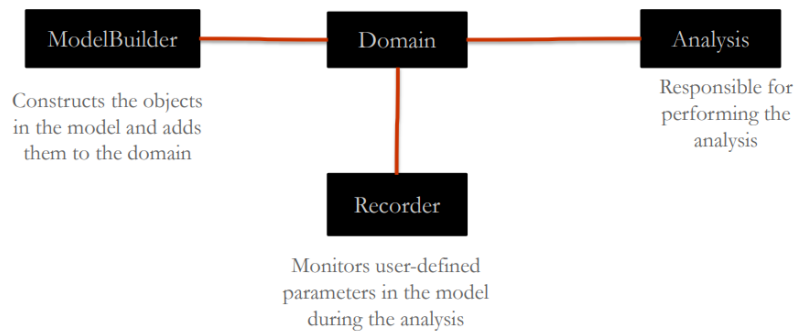 ModelBuilder
Domain
Analysis
Constructs the objects
in the model and adds
them to the domain
Responsible for
performing the
analysis
Recorder
Monitors user-defined
parameters in the model
during the analysis